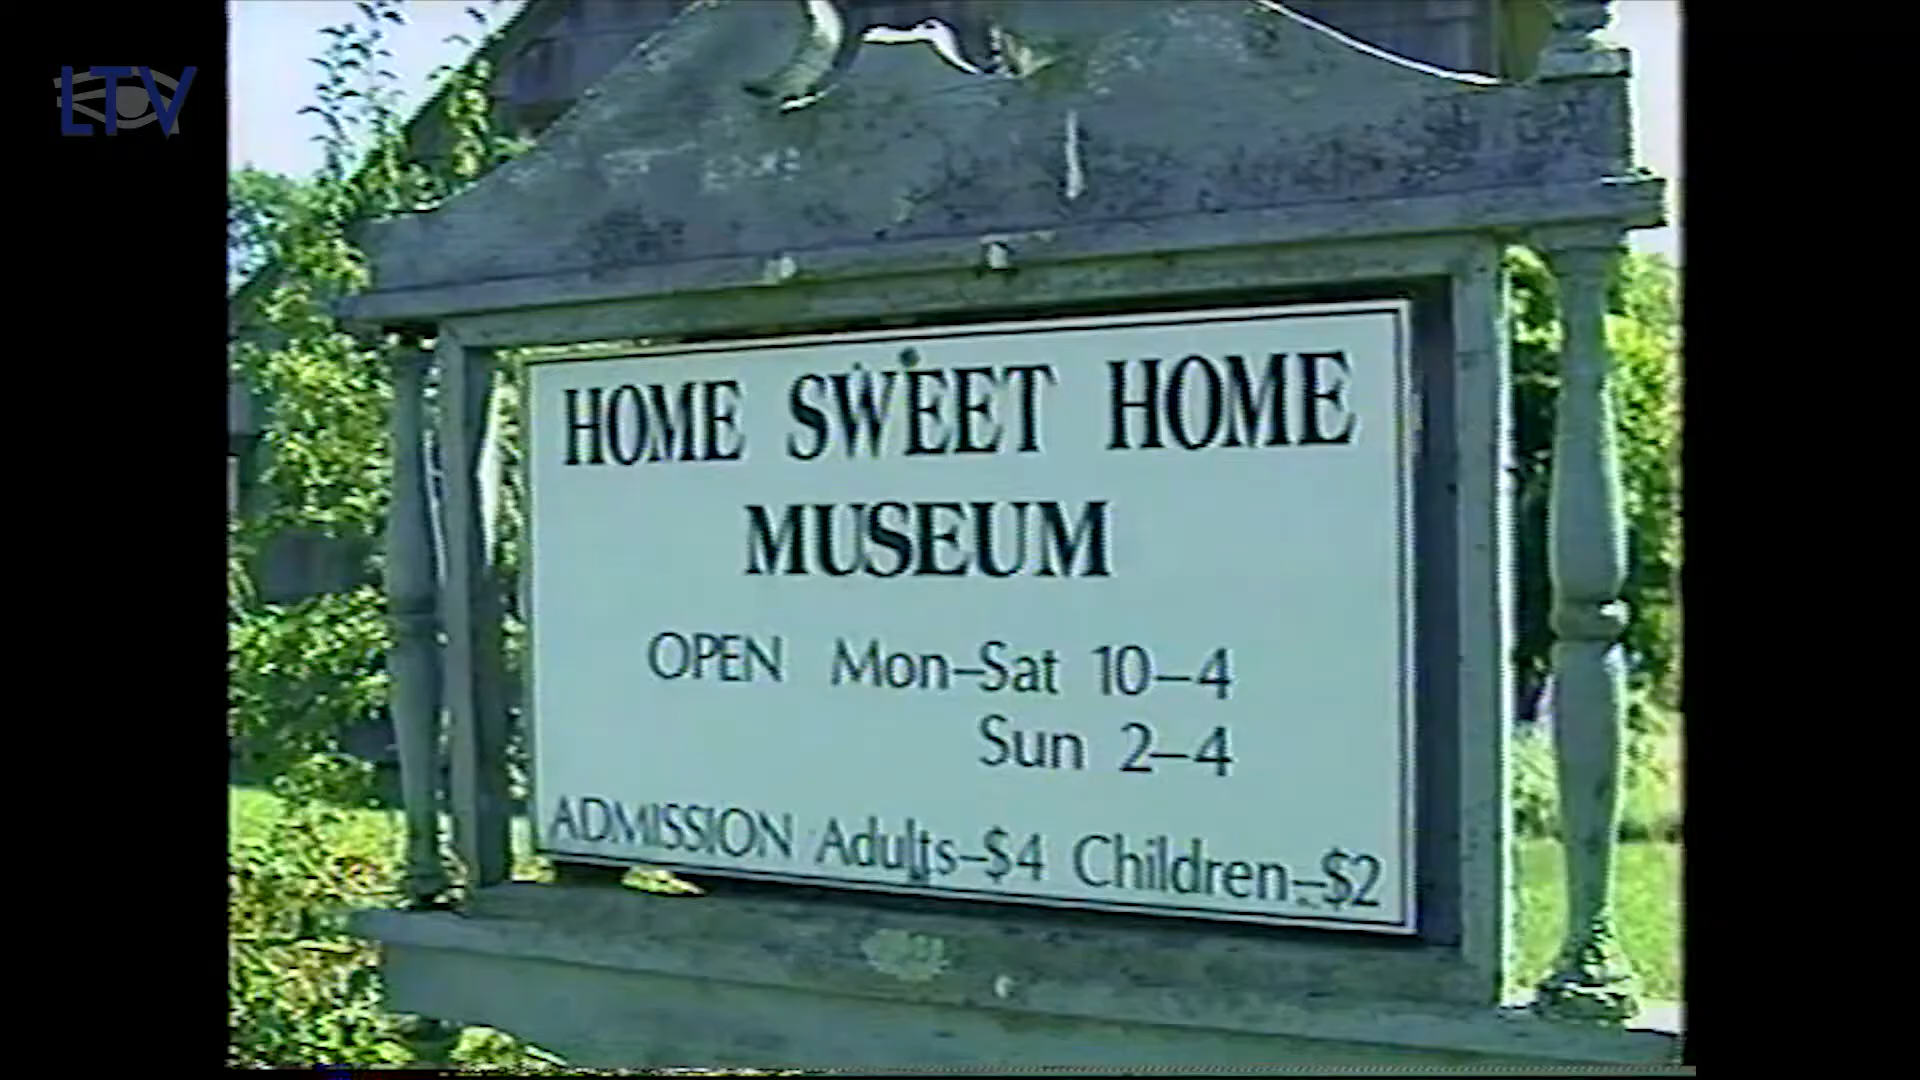 LTV
HOME SWEET HOME
MUSEUM
OPEN Mon-Sat 10-4
Sun 2-4
ADMISSION Adults-$4 Children-$2